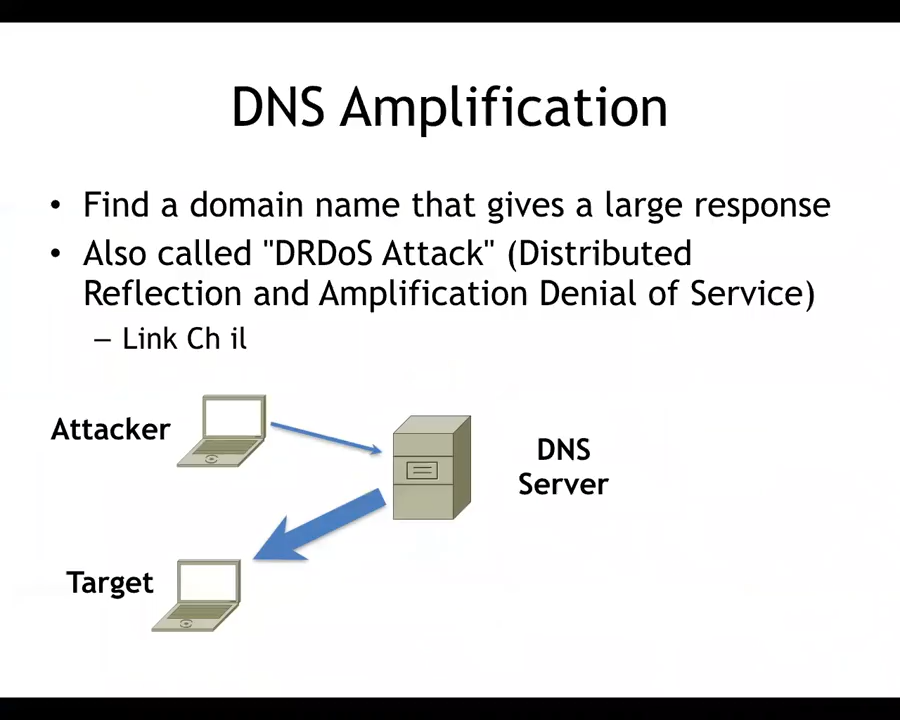 DNS Amplification
• Find a domain name that gives a large response
• Also called "DRDoS Attack" (Distributed
Reflection and Amplification Denial of Service)
– Link Ch il
Attacker
DNS
Server
Target